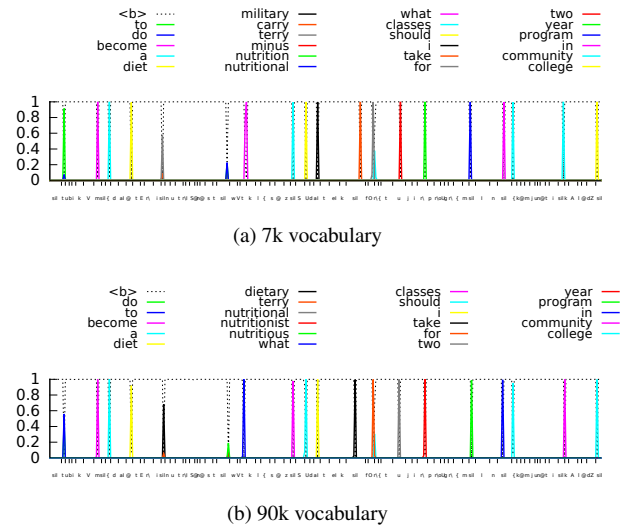 <b> military what two
to carry classes year
do terry should program
become minus i in
a nutrition take community
diet nutritional for college
1
0.8
0.6
0.4
0.2
0
(a) 7k vocabulary
<b> dietary classes year
do terry should program
to nutritional i in
become nutritionist take community
a nutritious for college
diet what two
1
0.8
0.6
0.4
0.2
0
(b) 90k vocabulary